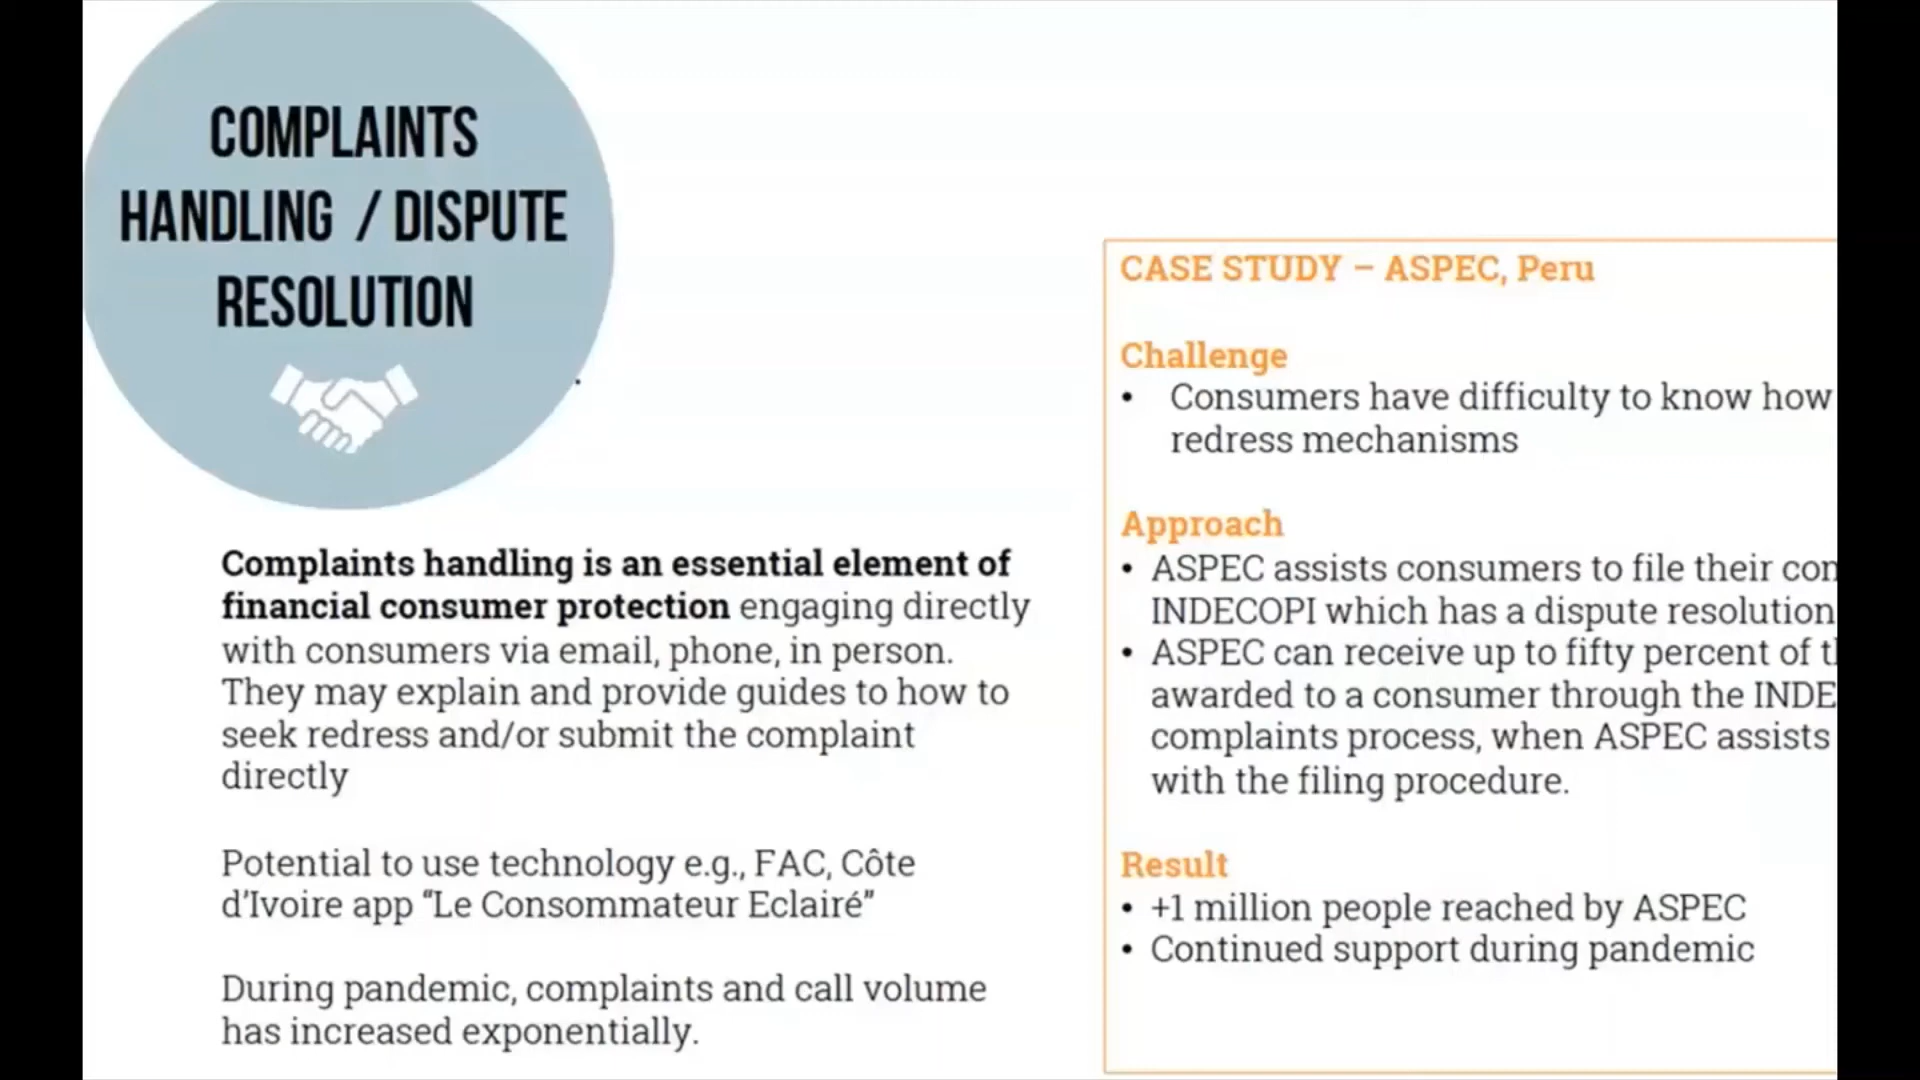 COMPLAINTS
HANDLING / DISPUTE
RESOLUTION
Complaints handling is an essential element of
financial consumer protection engaging directly
with consumers via email, phone, in person.
They may explain and provide guides to how to
seek redress and/or submit the complaint
directly
Potential to use technology e.g., FAC, Côte
d’Ivoire app “Le Consommateur Eclairé”
During pandemic, complaints and call volume
has increased exponentially.
CASE STUDY – ASPEC, Peru
Challenge
• Consumers have difficulty to know how
redress mechanisms
Approach
• ASPEC assists consumers to file their
INDECOPI which has a dispute resolution
• ASPEC can receive up to fifty percent of
awarded to a consumer through the
complaints process, when ASPEC assists
with the filing procedure.
Result
• +1 million people reached by ASPEC
• Continued support during pandemic